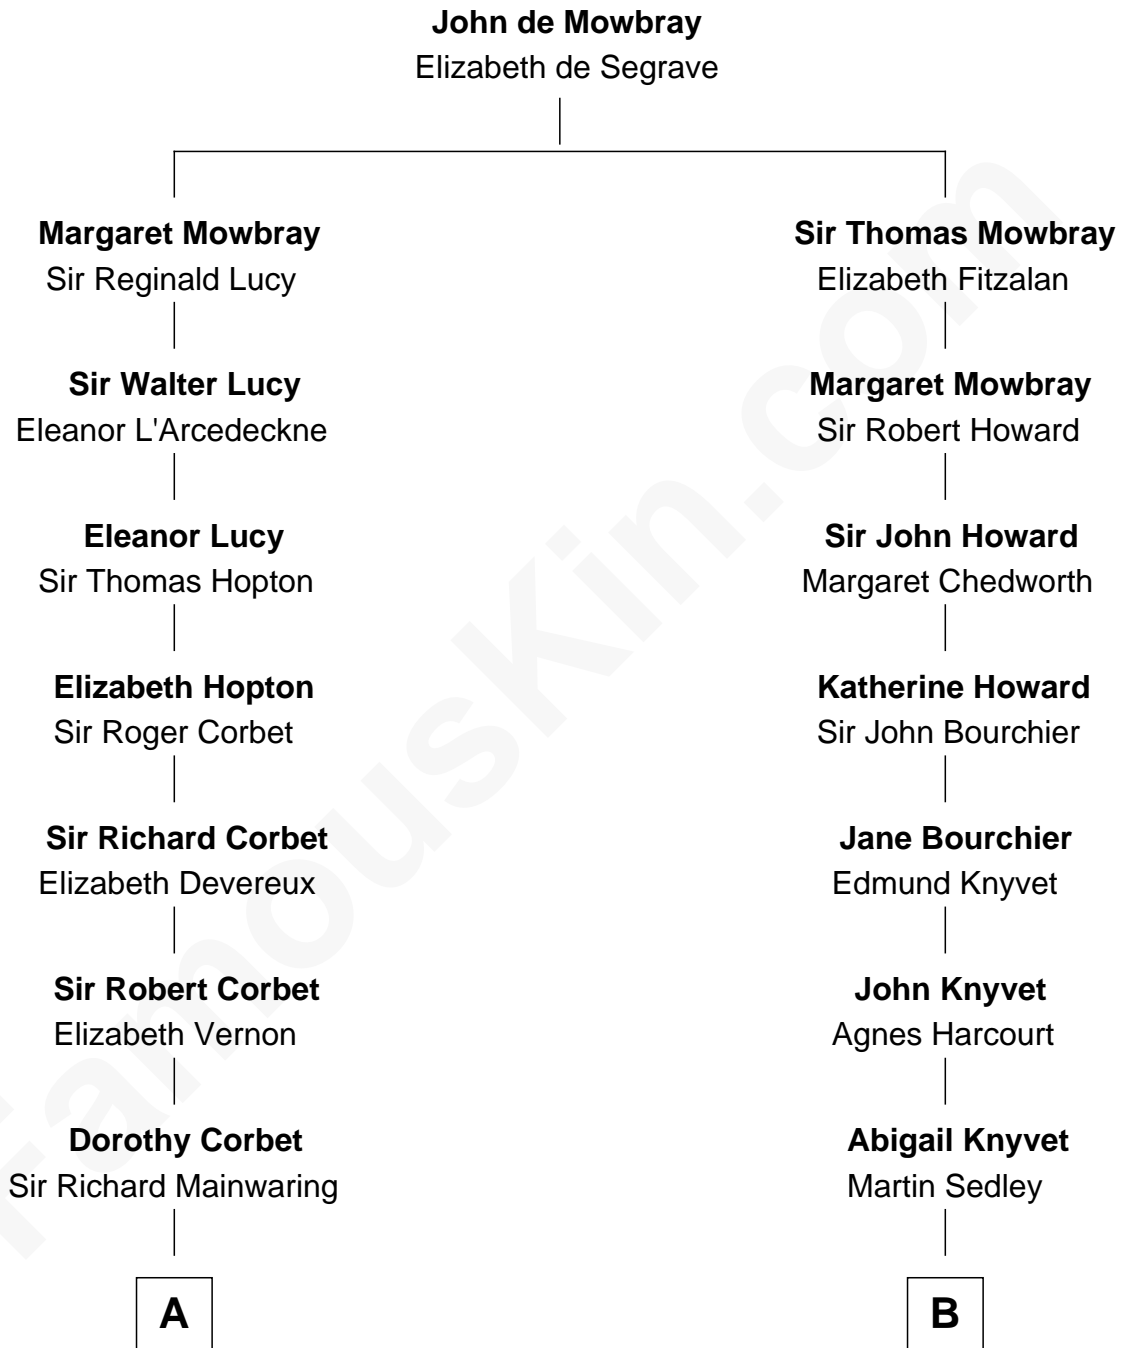 John de Mowbray
Elizabeth de Segrave
Margaret Mowbray
Sir Reginald Lucy
Sir Thomas Mowbray
Elizabeth Fitzalan
Sir Walter Lucy
Eleanor L'Arcedeckne
Margaret Mowbray
Sir Robert Howard
Eleanor Lucy
Sir Thomas Hopton
Sir John Howard
Margaret Chedworth
Elizabeth Hopton
Sir Roger Corbet
Katherine Howard
Sir John Bourchier
Sir Richard Corbet
Elizabeth Devereux
Jane Bourchier
Edmund Knyvet
Sir Robert Corbet
Elizabeth Vernon
John Knyvet
Agnes Harcourt
Dorothy Corbet
Sir Richard Mainwaring
Abigail Knyvet
Martin Sedley
A
B
FamousKin.com